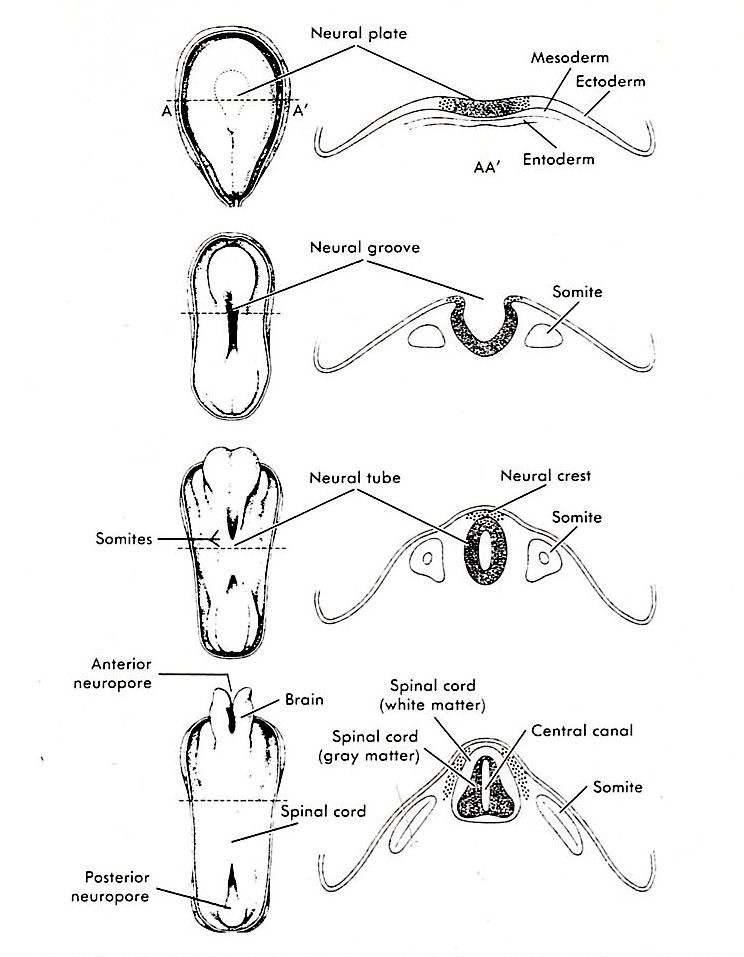 Neural plate
Mesoderm
Ectoderm
A
A'
Entoderm
AA'
Neural groove
Somite
Neural tube
Neural crest
Somites
Somite
Anterior
neuropore
Brain
Spinal cord
(white matter)
Spinal cord
(gray matter)
Central canal
Somite
Spinal cord
Posterior
neuropore